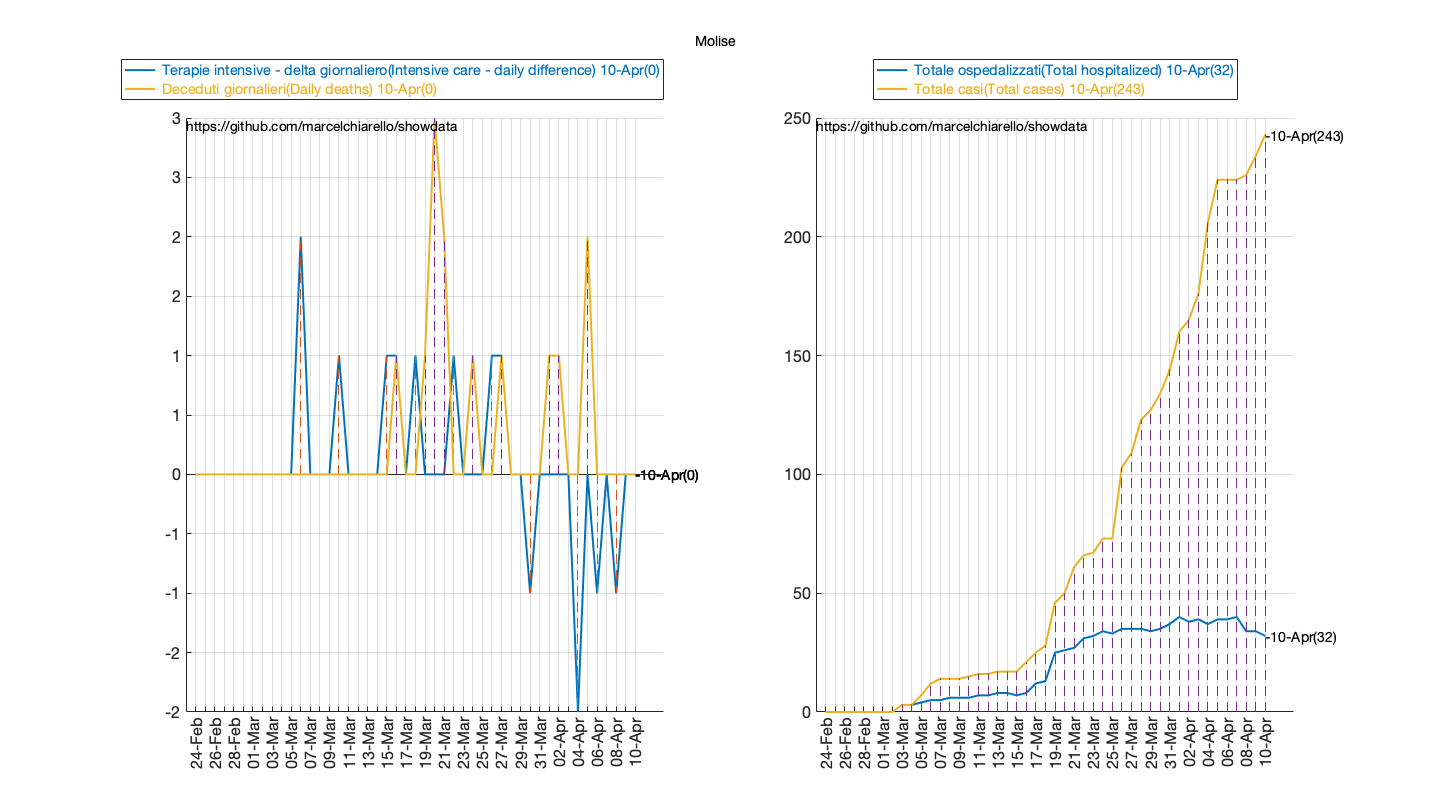 Molise
Terapie intensive - delta giornaliero(Intensive care - daily difference) 10-Apr(0)
Deceduti giornalieri(Daily deaths) 10-Apr(0)
https://github.com/marcelchiarello/showdata
3
3
2
2
1
1
0
-1
-1
-2
-2
-10-Apr(0)
-10-Apr(0)
24-Feb
26-Feb
28-Feb
01-Mar
03-Mar
05-Mar
07-Mar
09-Mar
11-Mar
13-Mar
15-Mar
17-Mar
19-Mar
21-Mar
23-Mar
25-Mar
27-Mar
29-Mar
31-Mar
02-Apr
04-Apr
06-Apr
08-Apr
10-Apr
Totale ospedalizzati(Total hospitalized) 10-Apr(32)
Totale casi(Total cases) 10-Apr(243)
https://github.com/marcelchiarello/showdata
250
200
150
100
50
0
-10-Apr(243)
-10-Apr(32)
24-Feb
26-Feb
28-Feb
01-Mar
03-Mar
05-Mar
07-Mar
09-Mar
11-Mar
13-Mar
15-Mar
17-Mar
19-Mar
21-Mar
23-Mar
25-Mar
27-Mar
29-Mar
31-Mar
02-Apr
04-Apr
06-Apr
08-Apr
10-Apr